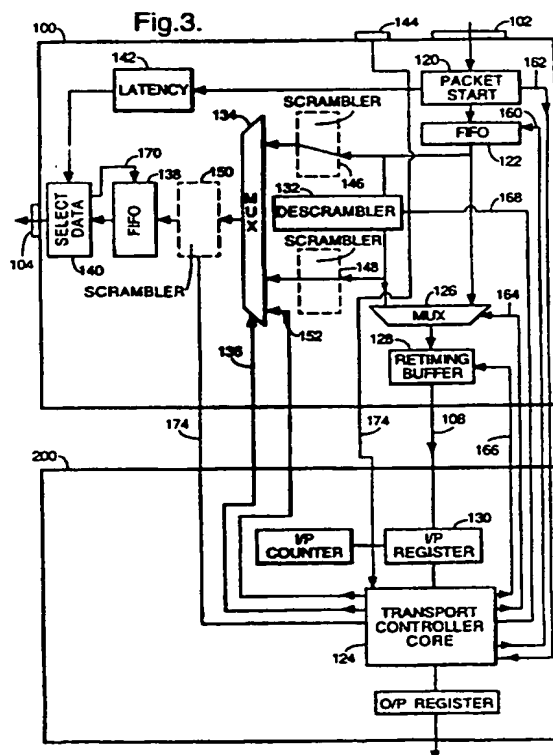 Fig.3.
100
144
102
142
120
162
LATENCY
PACKET
START
160
134
SCRAMBLER
FIFO
170
138
150
146
122
132
168
SELECT
DATA
FIFO
MUX
DESCRAMBLER
104
SCRAMBLER
148
126
164
140
SCRAMBLER
MUX
152
128
136
RETIMING
BUFFER
174
108
174
166
200
130
I/P
COUNTER
I/P
REGISTER
TRANSPORT
CONTROLLER
CORE
124
O/P REGISTER